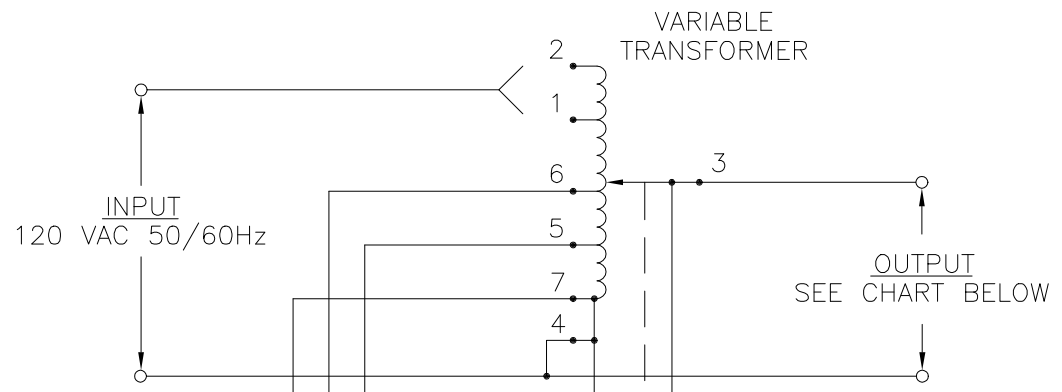 VARIABLE
TRANSFORMER
2
1
3
6
INPUT
120 VAC 50/60Hz
5
OUTPUT
SEE CHART BELOW
7
4